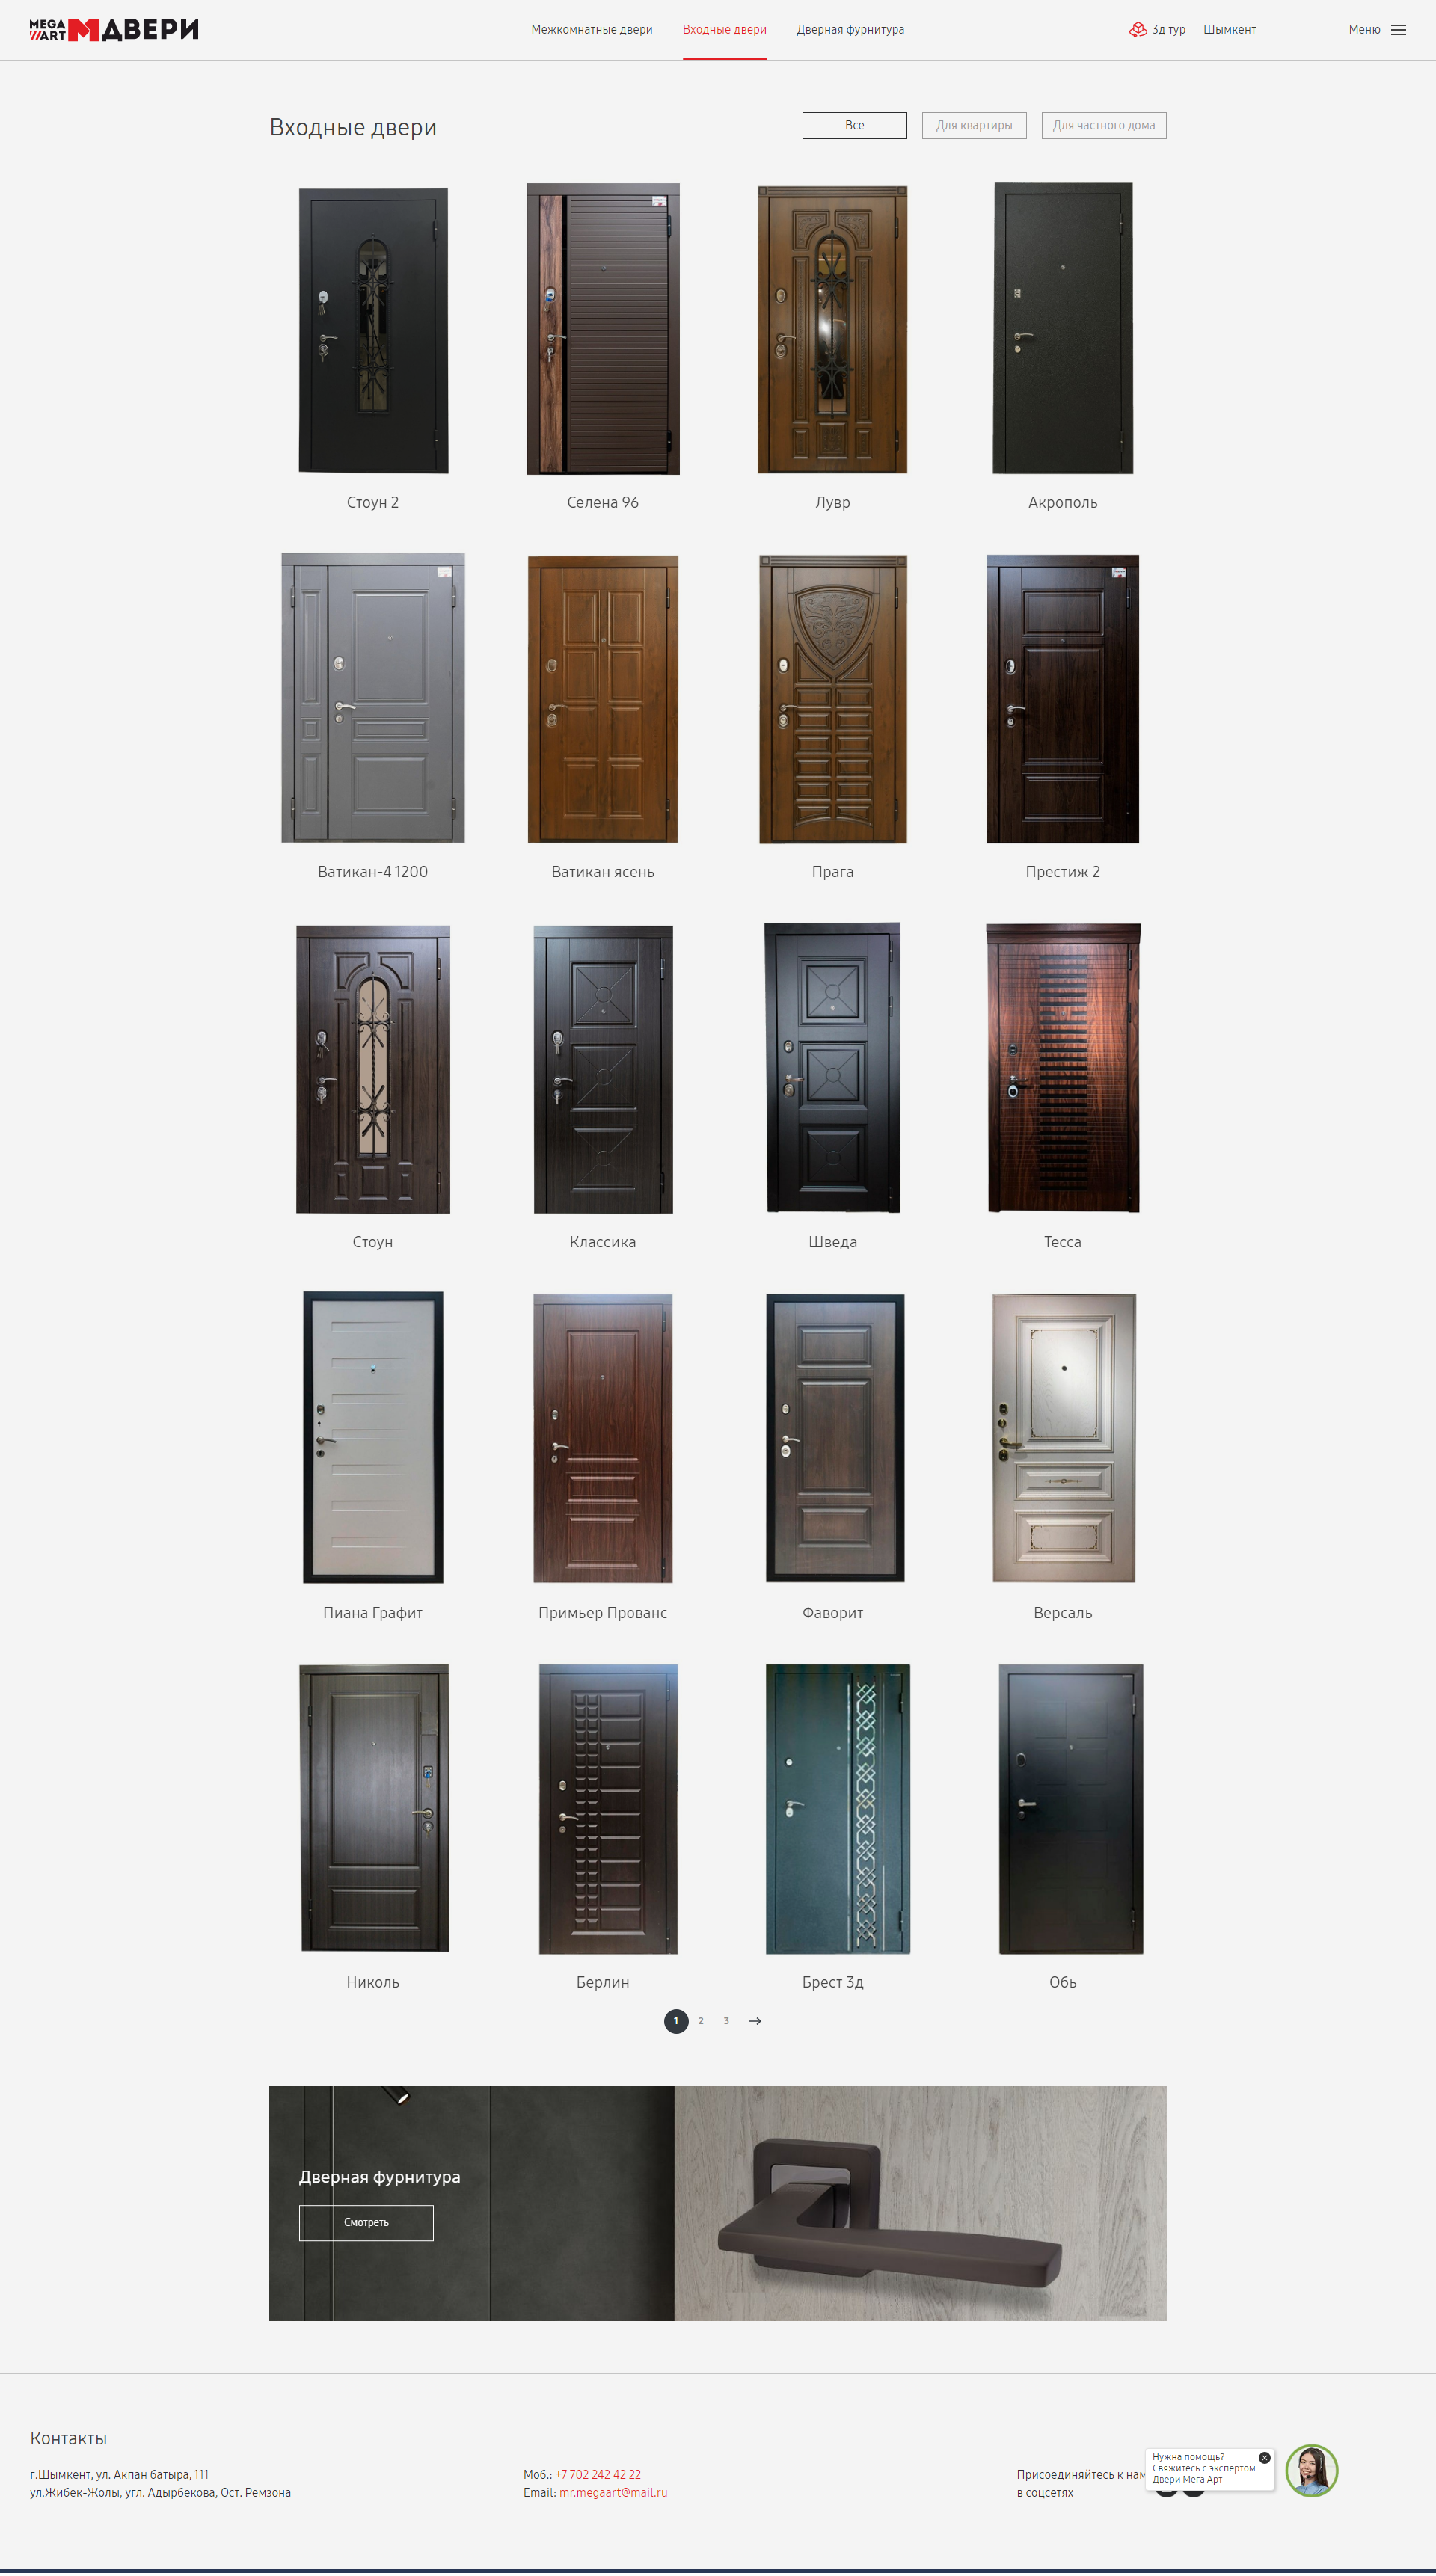 MEGA ART ДВЕРИ
Межкомнатные двери
Входные двери
Дверная фурнитура
3д тур
Шымкент
Меню
Входные двери
Все
Для квартиры
Для частного дома
Стоун 2
Селена 96
Лувр
Акрополь
Ватикан-4 1200
Ватикан ясень
Прага
Престиж 2
Стоун
Классика
Шведа
Тесса
Пиана Графит
Примьер Прованс
Фаворит
Версаль
Николь
Берлин
Брест 3д
Обь
1 2 3
Дверная фурнитура
Смотреть
Контакты
г.Шымкент, ул. Акпан батыра, 111
ул.Жибек-Жолы, угл. Адырбекова, Ост. Ремзона
Моб.: +7 702 242 42 22
Email: mr.megaart@mail.ru
Присоединяйтесь к нам
в соцсетях
Нужна помощь?
Свяжитесь с экспертом
Двери Мега Арт